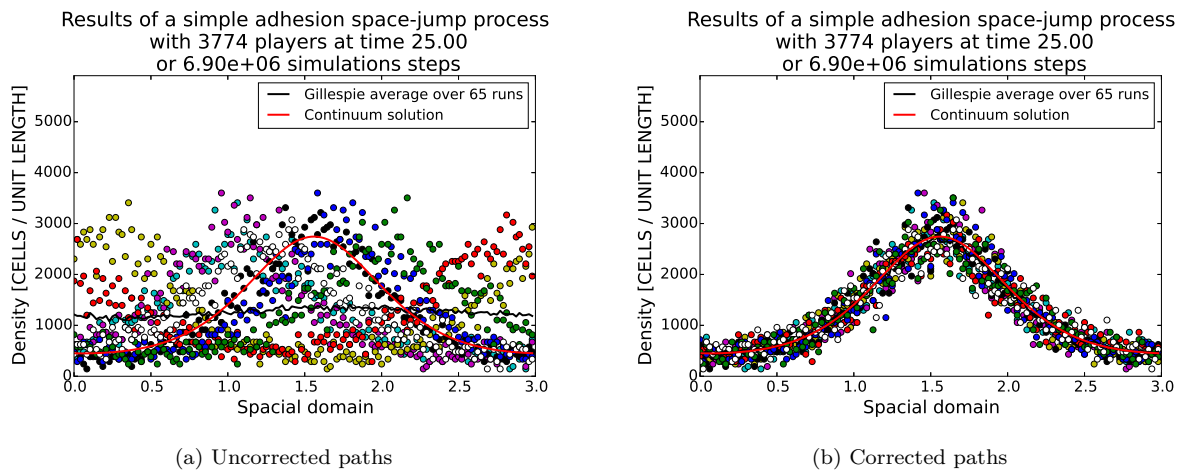 Results of a simple adhesion space-jump process
with 3774 players at time 25.00
or 6.90e+06 simulations steps
Gillespie average over 65 runs
Continuum solution
Density [CELLS / UNIT LENGTH]
5000
4000
3000
2000
1000
0
0.0 0.5 1.0 1.5 2.0 2.5 3.0
Spacial domain
(a) Uncorrected paths
Results of a simple adhesion space-jump process
with 3774 players at time 25.00
or 6.90e+06 simulations steps
Gillespie average over 65 runs
Continuum solution
Density [CELLS / UNIT LENGTH]
5000
4000
3000
2000
1000
0
0.0 0.5 1.0 1.5 2.0 2.5 3.0
Spacial domain
(b) Corrected paths